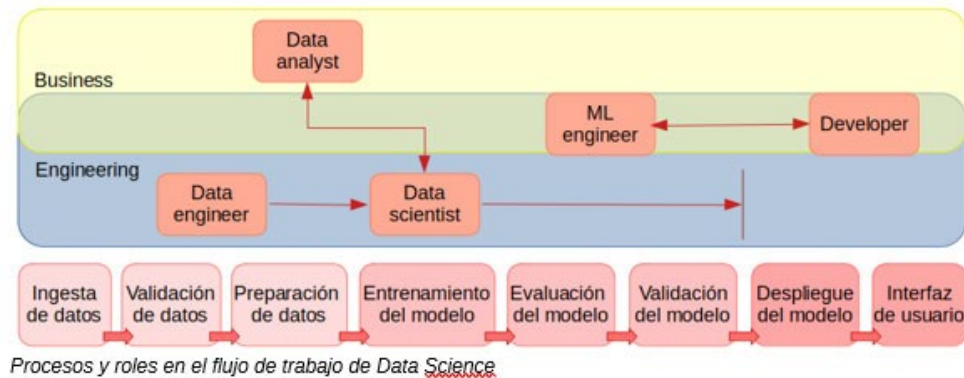 Data
analyst
Business
ML
engineer
Developer
Engineering
Data
engineer
Data
scientist
Ingesta
de datos
Validación
de datos
Preparación
de datos
Entrenamiento
del modelo
Evaluación
del modelo
Validación
del modelo
Despliegue
del modelo
Interfaz
de usuario
Procesos y roles en el flujo de trabajo de Data Science